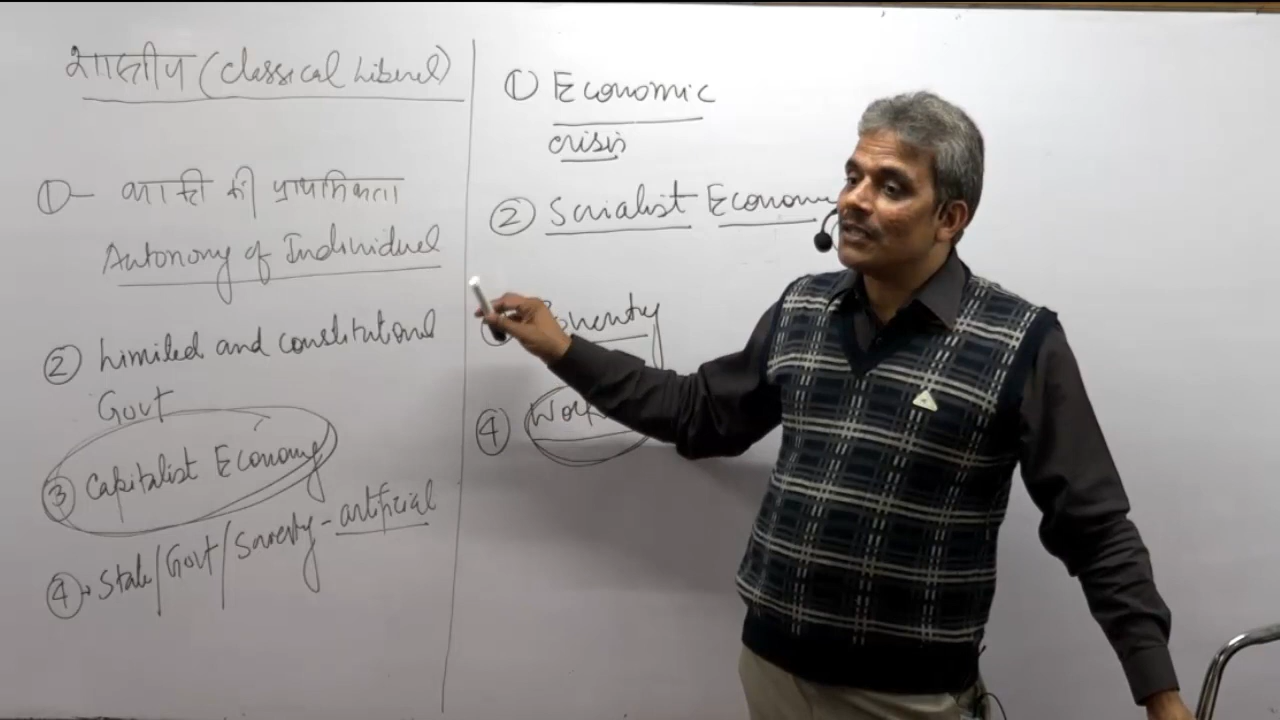 शास्त्रीय (Classical Liberal)
①- व्यक्ति की प्राथमिकता
Autonomy of Individual
② Limited and constitutional
Govt
③ Capitalist Economy
④. State/Govt/Society - artificial
① Economic
crisis
② Socialist Economy
④